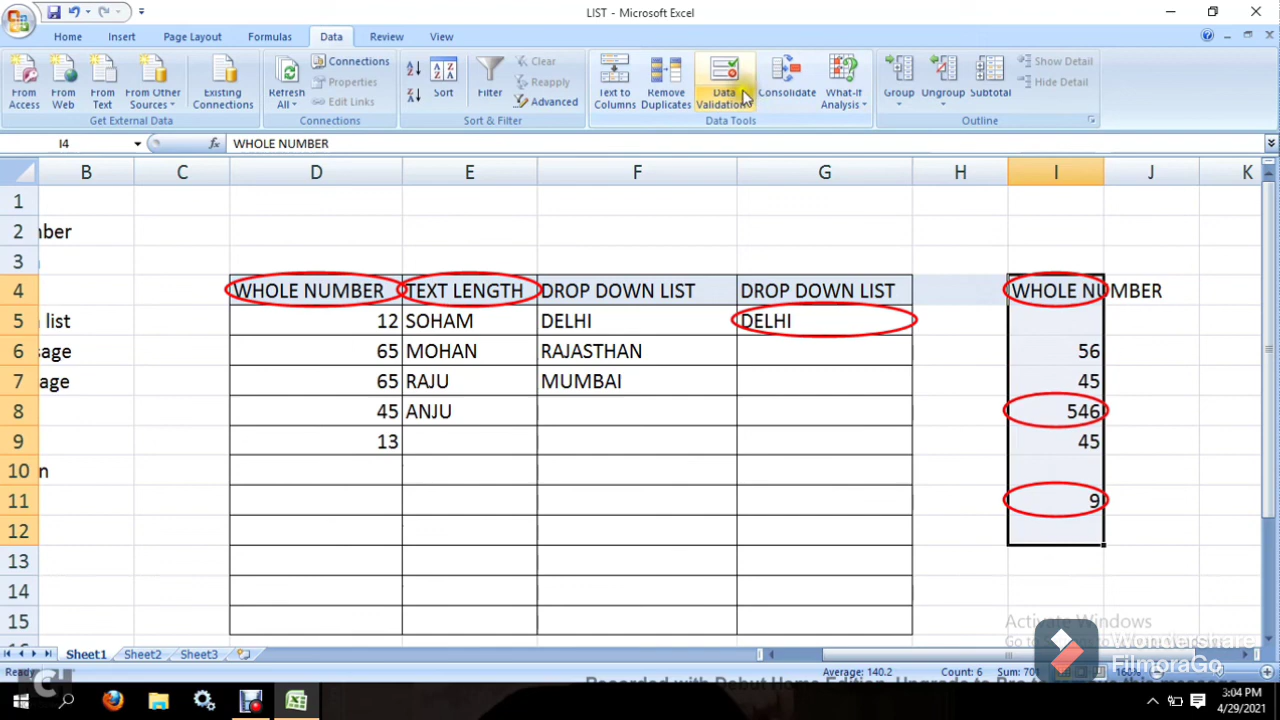 LIST - Microsoft Excel
Home Insert Page Layout Formulas Data Review View
From Access From Web From Text From Other Sources Existing Connections
Get External Data
Refresh All Connections Properties Edit Links
Connections
Sort Filter Clear Reapply Advanced
Sort & Filter
Text to Columns Remove Duplicates Data Validation Consolidate What-If Analysis
Data Tools
Group Ungroup Subtotal Show Detail Hide Detail
Outline
I4 fx WHOLE NUMBER
B C D E F G H I J K
1
2 mber
3
4 WHOLE NUMBER TEXT LENGTH DROP DOWN LIST DROP DOWN LIST WHOLE NUMBER
5 list 12 SOHAM DELHI DELHI
6 sage 65 MOHAN RAJASTHAN 56
7 age 65 RAJU MUMBAI 45
8 45 ANJU 546
9 13 45
10 n
11 9
12
13
14
15
Activate Windows
Wondershare
FilmoraGo
Sheet1 Sheet2 Sheet3
Average: 140.2 Count: 6 Sum: 701 160%
3:04 PM
4/29/2021